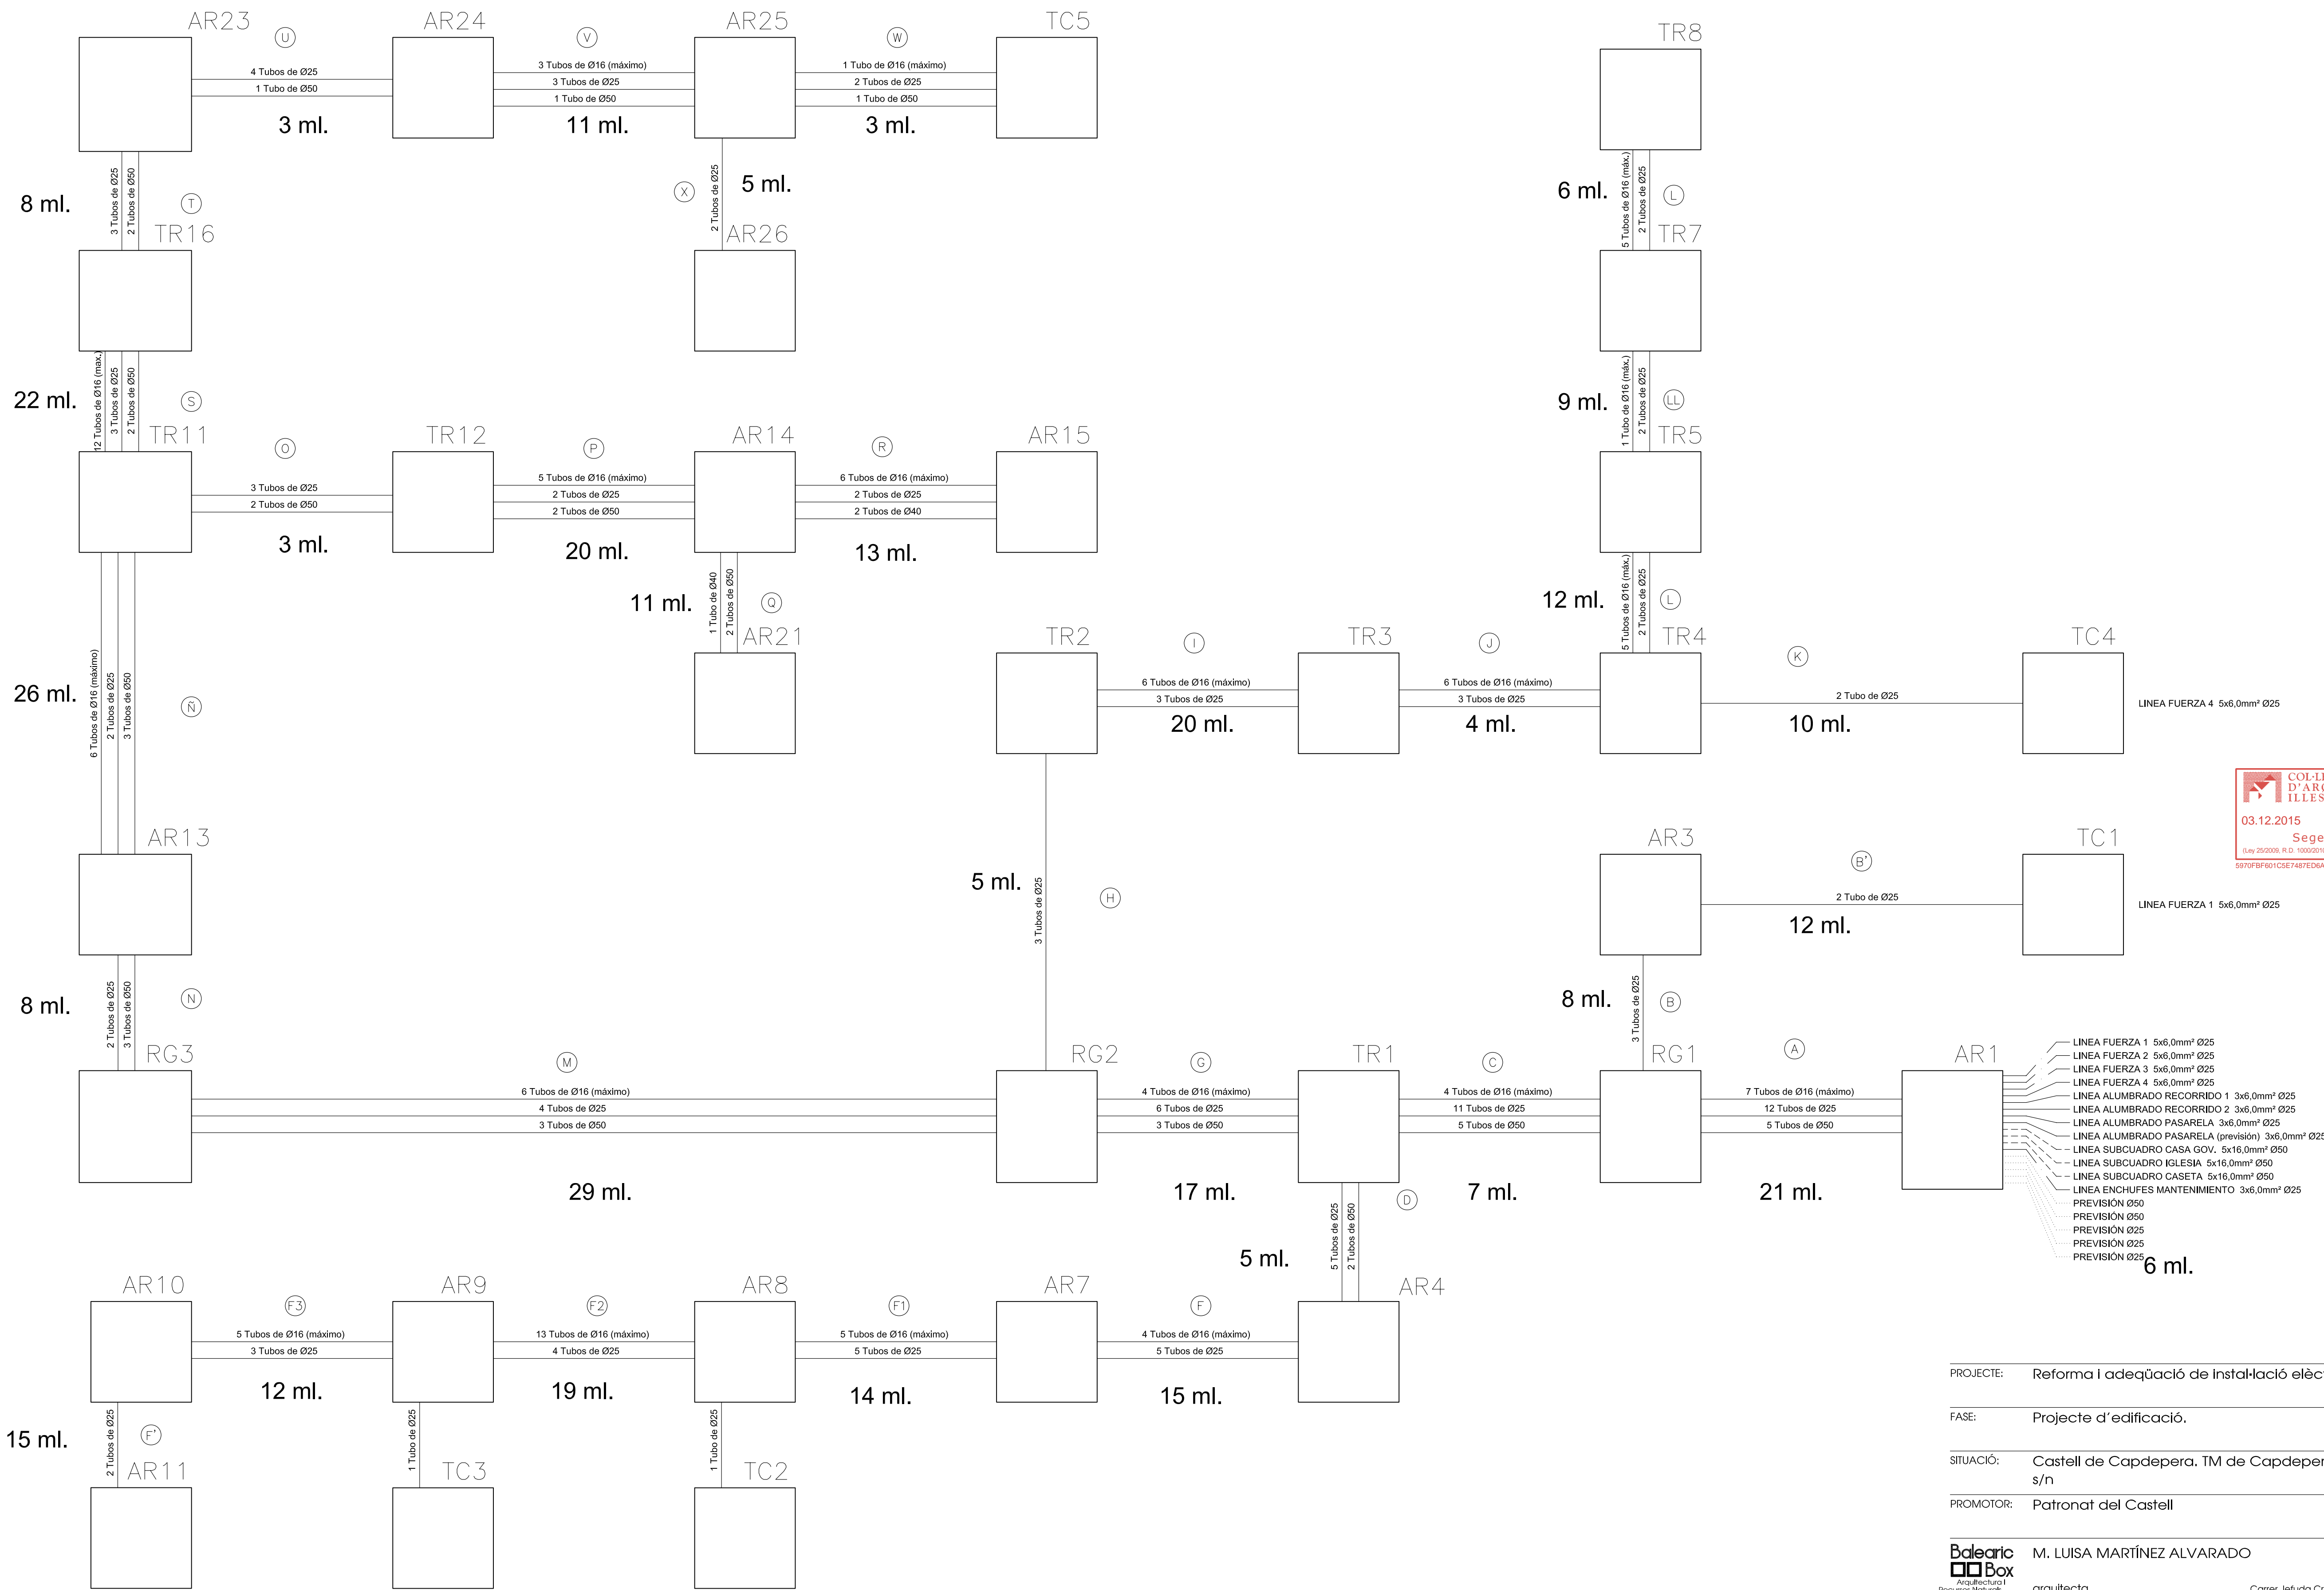 AR23
U
AR24
V
AR25
W
TC5
TR8
4 Tubos de Ø25
1 Tubo de Ø50
3 ml.
3 Tubos de Ø16 (máximo)
3 Tubos de Ø25
1 Tubo de Ø50
11 ml.
1 Tubo de Ø16 (máximo)
2 Tubos de Ø25
1 Tubo de Ø50
3 ml.
8 ml.
3 Tubos de Ø25
2 Tubos de Ø50
T
TR16
X
2 Tubos de Ø25
5 ml.
AR26
6 ml.
5 Tubos de Ø16 (máx.)
2 Tubos de Ø25
L
TR7
22 ml.
12 Tubos de Ø16 (max.)
3 Tubos de Ø25
2 Tubos de Ø50
S
9 ml.
1 Tubo de Ø16 (máx.)
2 Tubos de Ø25
LL
TR11
O
TR12
P
AR14
R
AR15
TR5
3 Tubos de Ø25
2 Tubos de Ø50
3 ml.
5 Tubos de Ø16 (máximo)
2 Tubos de Ø25
2 Tubos de Ø50
20 ml.
6 Tubos de Ø16 (máximo)
2 Tubos de Ø25
2 Tubos de Ø40
13 ml.
11 ml.
1 Tubo de Ø40
2 Tubos de Ø50
Q
AR21
12 ml.
5 Tubos de Ø16 (máx.)
2 Tubos de Ø25
L
TR2
I
TR3
J
TR4
K
TC4
6 Tubos de Ø16 (máximo)
3 Tubos de Ø25
20 ml.
6 Tubos de Ø16 (máximo)
3 Tubos de Ø25
4 ml.
2 Tubo de Ø25
10 ml.
LINEA FUERZA 4 5x6,0mm² Ø25
26 ml.
6 Tubos de Ø16 (máximo)
2 Tubos de Ø25
3 Tubos de Ø50
Ñ
03.12.2015
AR13
AR3
B'
TC1
5 ml.
3 Tubos de Ø25
H
2 Tubo de Ø25
12 ml.
LINEA FUERZA 1 5x6,0mm² Ø25
8 ml.
2 Tubos de Ø25
3 Tubos de Ø50
N
8 ml.
3 Tubos de Ø25
B
RG3
M
RG2
G
TR1
C
RG1
A
AR1
6 Tubos de Ø16 (máximo)
4 Tubos de Ø25
3 Tubos de Ø50
29 ml.
4 Tubos de Ø16 (máximo)
6 Tubos de Ø25
3 Tubos de Ø50
17 ml.
4 Tubos de Ø16 (máximo)
11 Tubos de Ø25
5 Tubos de Ø50
7 ml.
7 Tubos de Ø16 (máximo)
12 Tubos de Ø25
5 Tubos de Ø50
21 ml.
LINEA FUERZA 1 5x6,0mm² Ø25
LINEA FUERZA 2 5x6,0mm² Ø25
LINEA FUERZA 3 5x6,0mm² Ø25
LINEA FUERZA 4 5x6,0mm² Ø25
LINEA ALUMBRADO RECORRIDO 1 3x6,0mm² Ø25
LINEA ALUMBRADO RECORRIDO 2 3x6,0mm² Ø25
LINEA ALUMBRADO PASARELA 3x6,0mm² Ø25
LINEA ALUMBRADO PASARELA (previsión) 3x6,0mm² Ø25
LINEA SUBCUADRO CASA GOV. 5x16,0mm² Ø50
LINEA SUBCUADRO IGLESIA 5x16,0mm² Ø50
LINEA SUBCUADRO CASETA 5x16,0mm² Ø50
LINEA ENCHUFES MANTENIMIENTO 3x6,0mm² Ø25
PREVISIÓN Ø50
PREVISIÓN Ø50
PREVISIÓN Ø25
PREVISIÓN Ø25
PREVISIÓN Ø25
6 ml.
5 ml.
5 Tubos de Ø25
2 Tubos de Ø50
D
AR10
F3
AR9
F2
AR8
F1
AR7
F
AR4
5 Tubos de Ø16 (máximo)
3 Tubos de Ø25
12 ml.
13 Tubos de Ø16 (máximo)
4 Tubos de Ø25
19 ml.
5 Tubos de Ø16 (máximo)
5 Tubos de Ø25
14 ml.
4 Tubos de Ø16 (máximo)
5 Tubos de Ø25
15 ml.
15 ml.
2 Tubos de Ø25
F'
AR11
1 Tubo de Ø25
TC3
1 Tubo de Ø25
TC2
PROJECTE: Reforma i adeqüació de instal·lació
FASE: Projecte d'edificació.
SITUACIÓ: Castell de Capdepera. TM de
s/n
PROMOTOR: Patronat del Castell
Balearic
Box
Arquitectura i
M. LUISA MARTÍNEZ ALVARADO
arquitecta